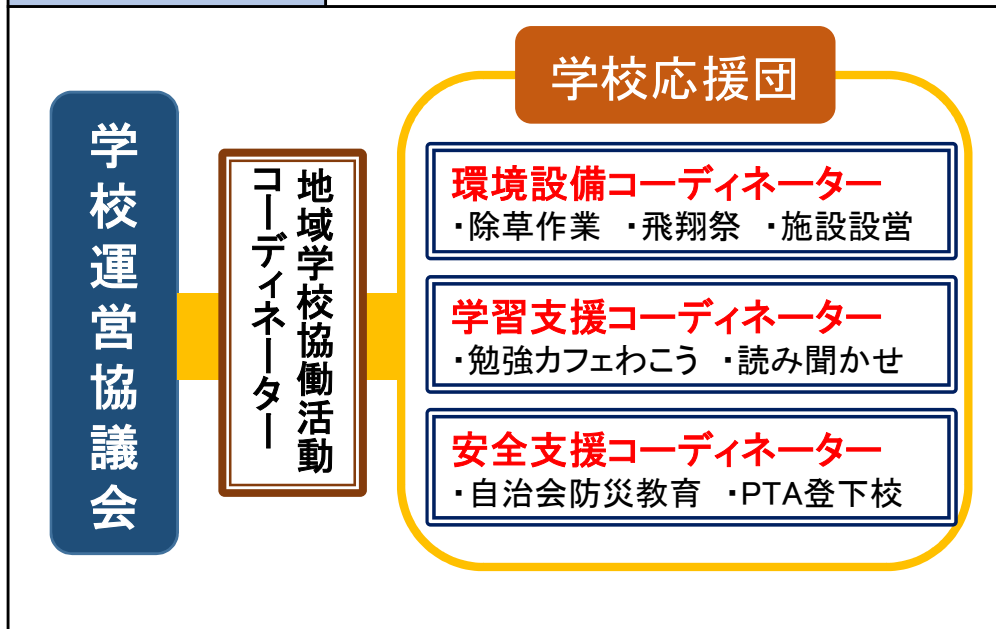 学校運営協議会
地域学校協働活動
コーディネーター
学校応援団
環境設備コーディネーター
・除草作業 ・飛翔祭 ・施設設営
学習支援コーディネーター
・勉強カフェわこう ・読み聞かせ
安全支援コーディネーター
・自治会防災教育 ・PTA登下校